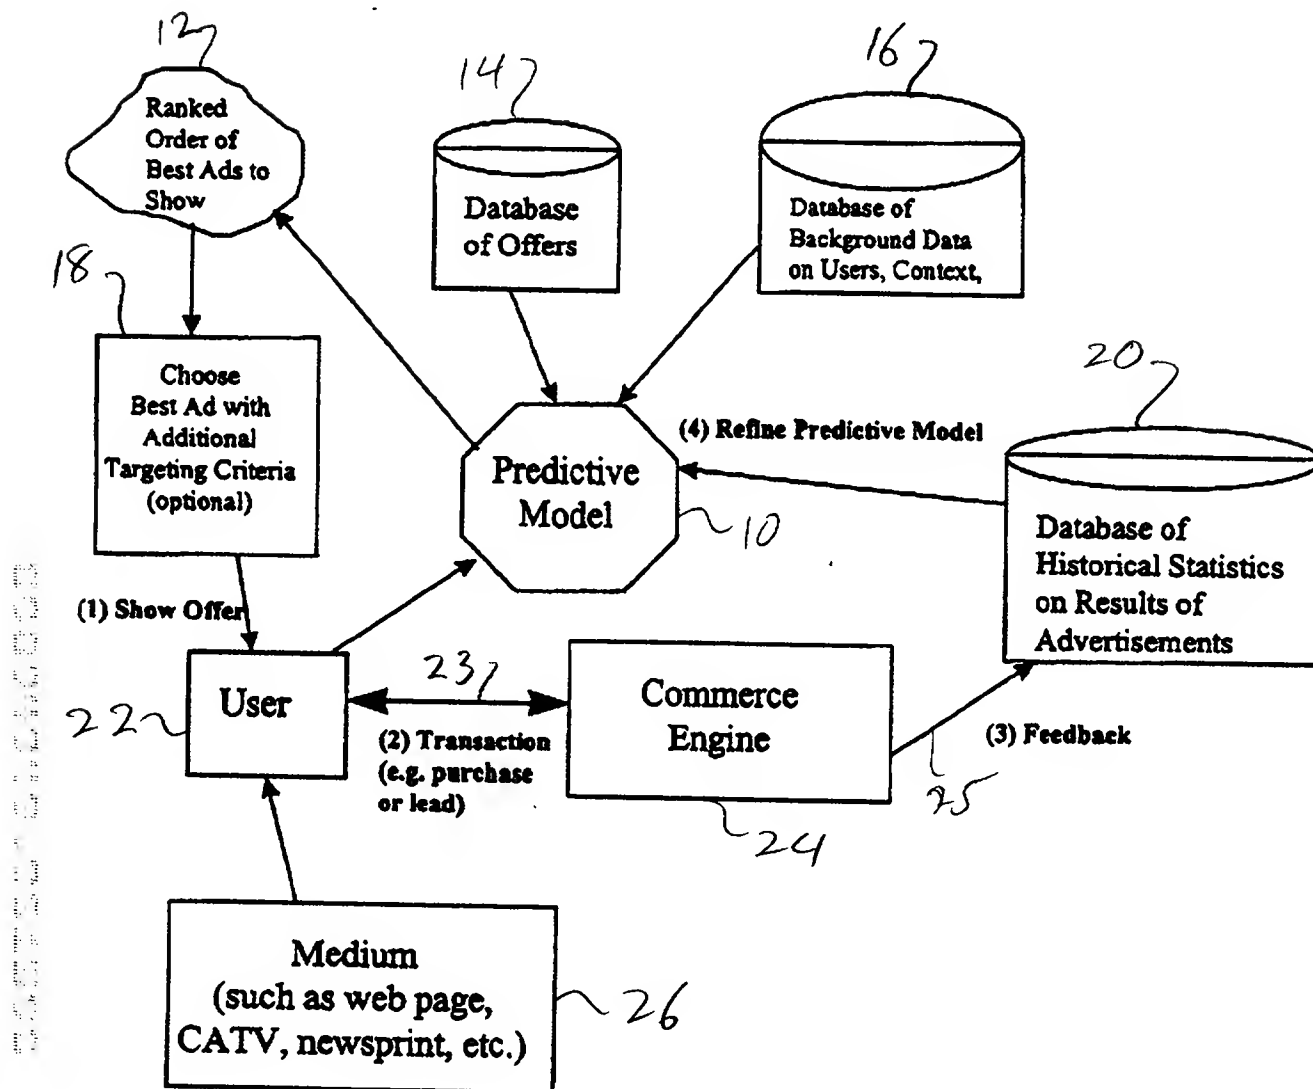 12
Ranked
Order of
Best Ads to
Show
14
Database
of Offers
16
Database of
Background Data
on Users, Context,
18
Choose
Best Ad with
Additional
Targeting Criteria
(optional)
(4) Refine Predictive Model
20
Predictive
Model
10
Database of
Historical Statistics
on Results of
Advertisements
(1) Show Offer
User
22
23
(2) Transaction
(e.g. purchase
or lead)
Commerce
Engine
24
(3) Feedback
25
Medium
(such as web page,
CATV, newsprint, etc.)
26